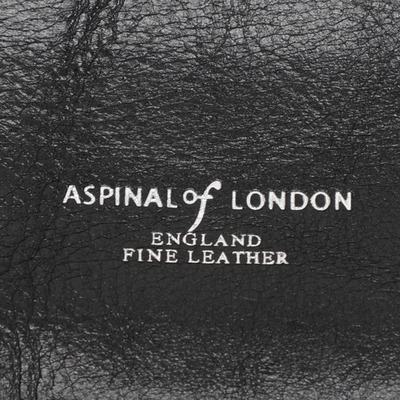 ASPINAL of LONDON
ENGLAND
FINE LEATHER